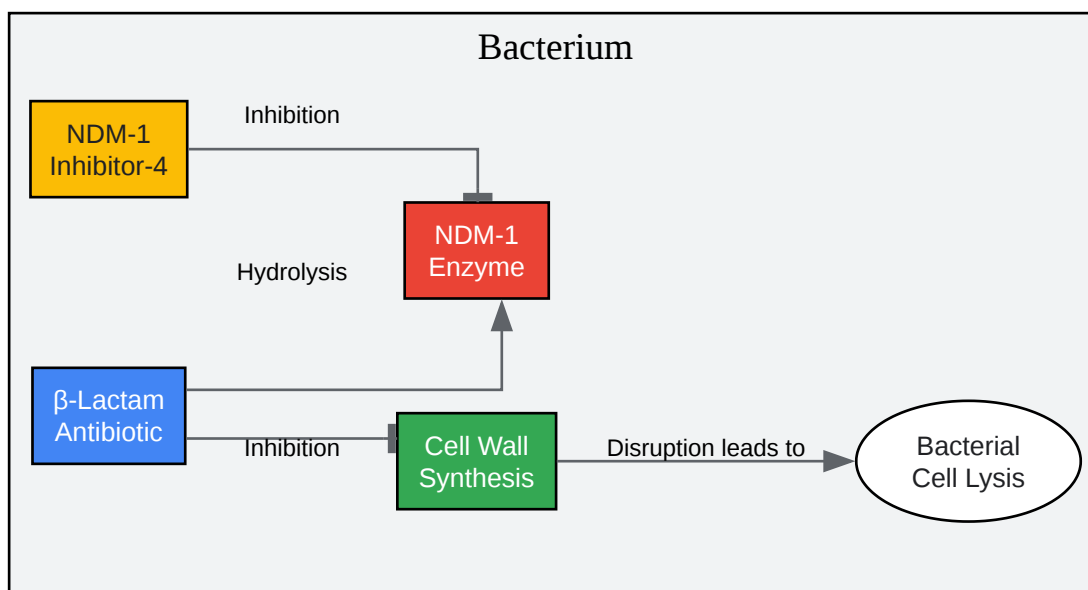 Bacterium
Inhibition
NDM-1
Inhibitor-4
NDM-1
Enzyme
Hydrolysis
β-Lactam
Antibiotic
Inhibition
Cell Wall
Synthesis
Disruption leads to
Bacterial
Cell Lysis